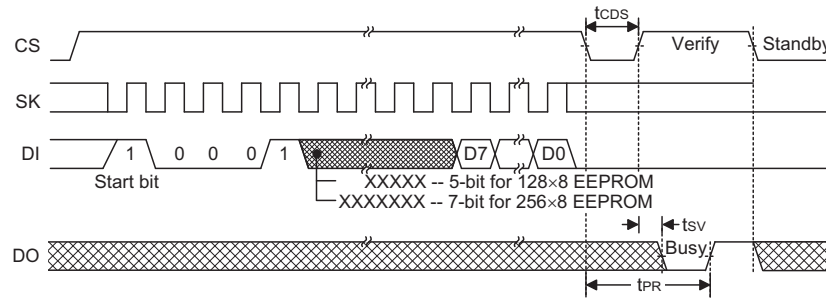 tCDS
CS Verify Standby
SK
DI 1 0 0 0 1 D7 D0
Start bit
XXXXX -- 5-bit for 128×8 EEPROM
XXXXXXX -- 7-bit for 256×8 EEPROM
tSV
DO Busy
tPR